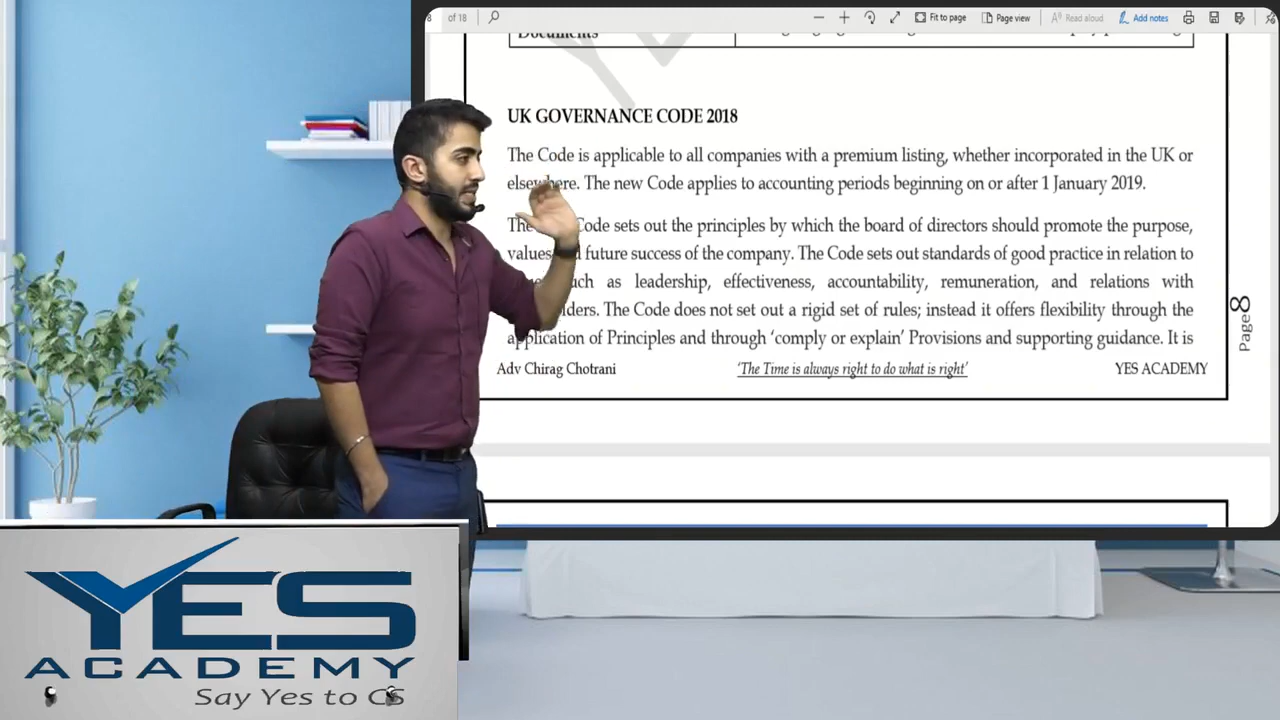 8 of 18 Fit to page Page view Read aloud Add notes
Documents
UK GOVERNANCE CODE 2018
The Code is applicable to all companies with a premium listing, whether incorporated in the UK or
elsewhere. The new Code applies to accounting periods beginning on or after 1 January 2019.
The Code sets out the principles by which the board of directors should promote the purpose,
values future success of the company. The Code sets out standards of good practice in relation to
such as leadership, effectiveness, accountability, remuneration, and relations with
The Code does not set out a rigid set of rules; instead it offers flexibility through the
application of Principles and through ‘comply or explain’ Provisions and supporting guidance. It is
Adv Chirag Chotrani ‘The Time is always right to do what is right’ YES ACADEMY
Page 8
YES
ACADEMY
Say Yes to CS